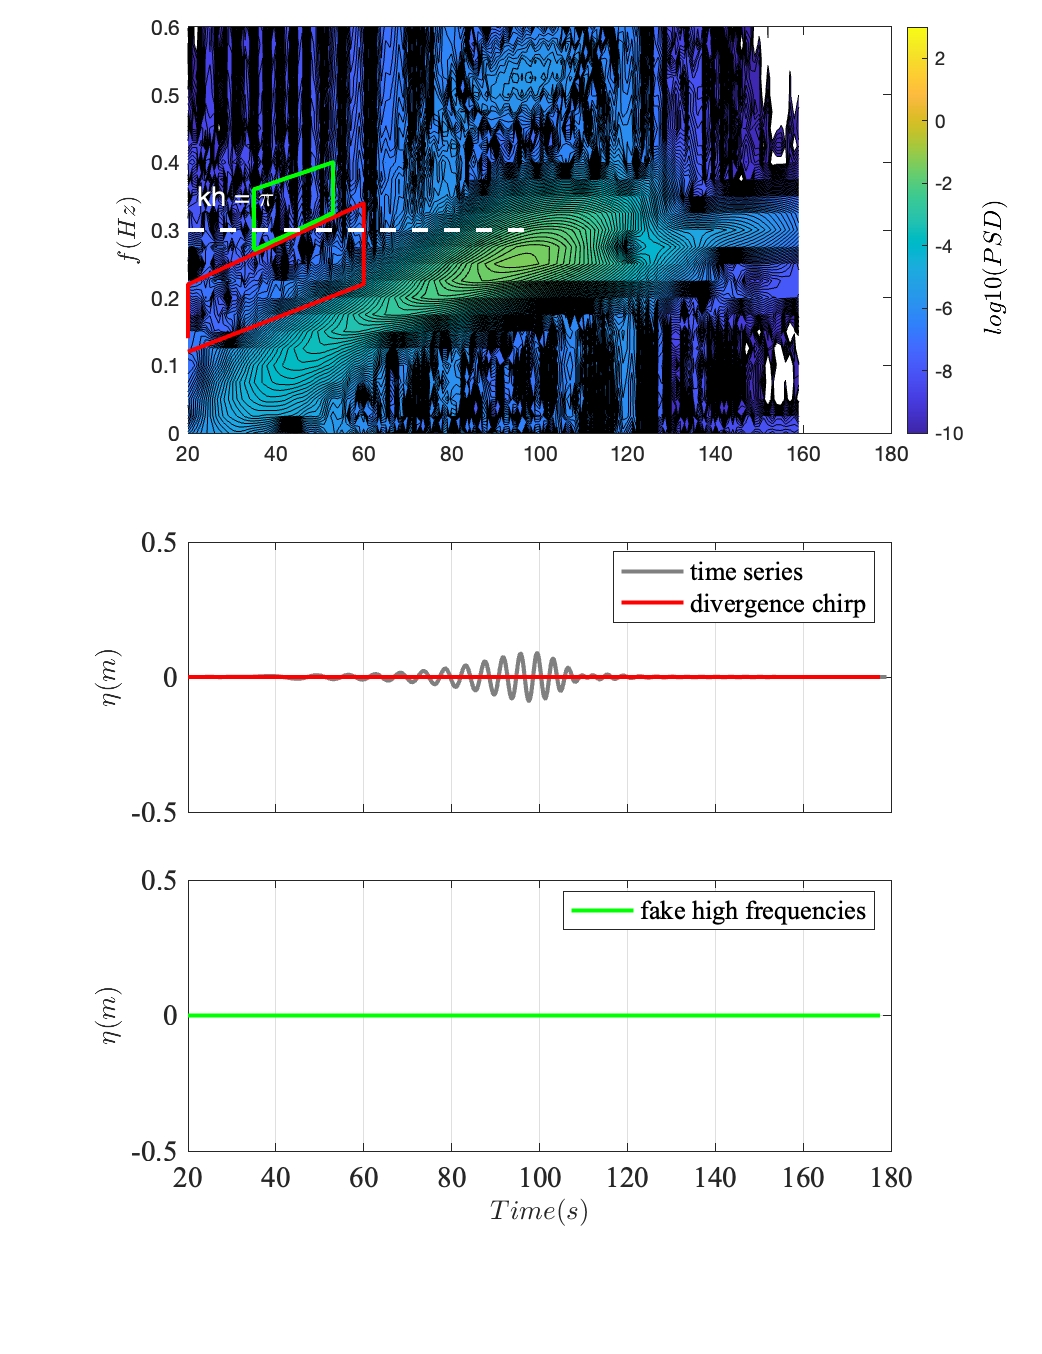 0.6
0.5
0.4
0.3
0.2
0.1
0
f(Hz)
kh = π
20 40 60 80 100 120 140 160 180
2
0
-2
-4
-6
-8
-10
log10(PSD)
0.5
0
-0.5
η(m)
time series
divergence chirp
0.5
0
-0.5
η(m)
fake high frequencies
20 40 60 80 100 120 140 160 180
Time(s)